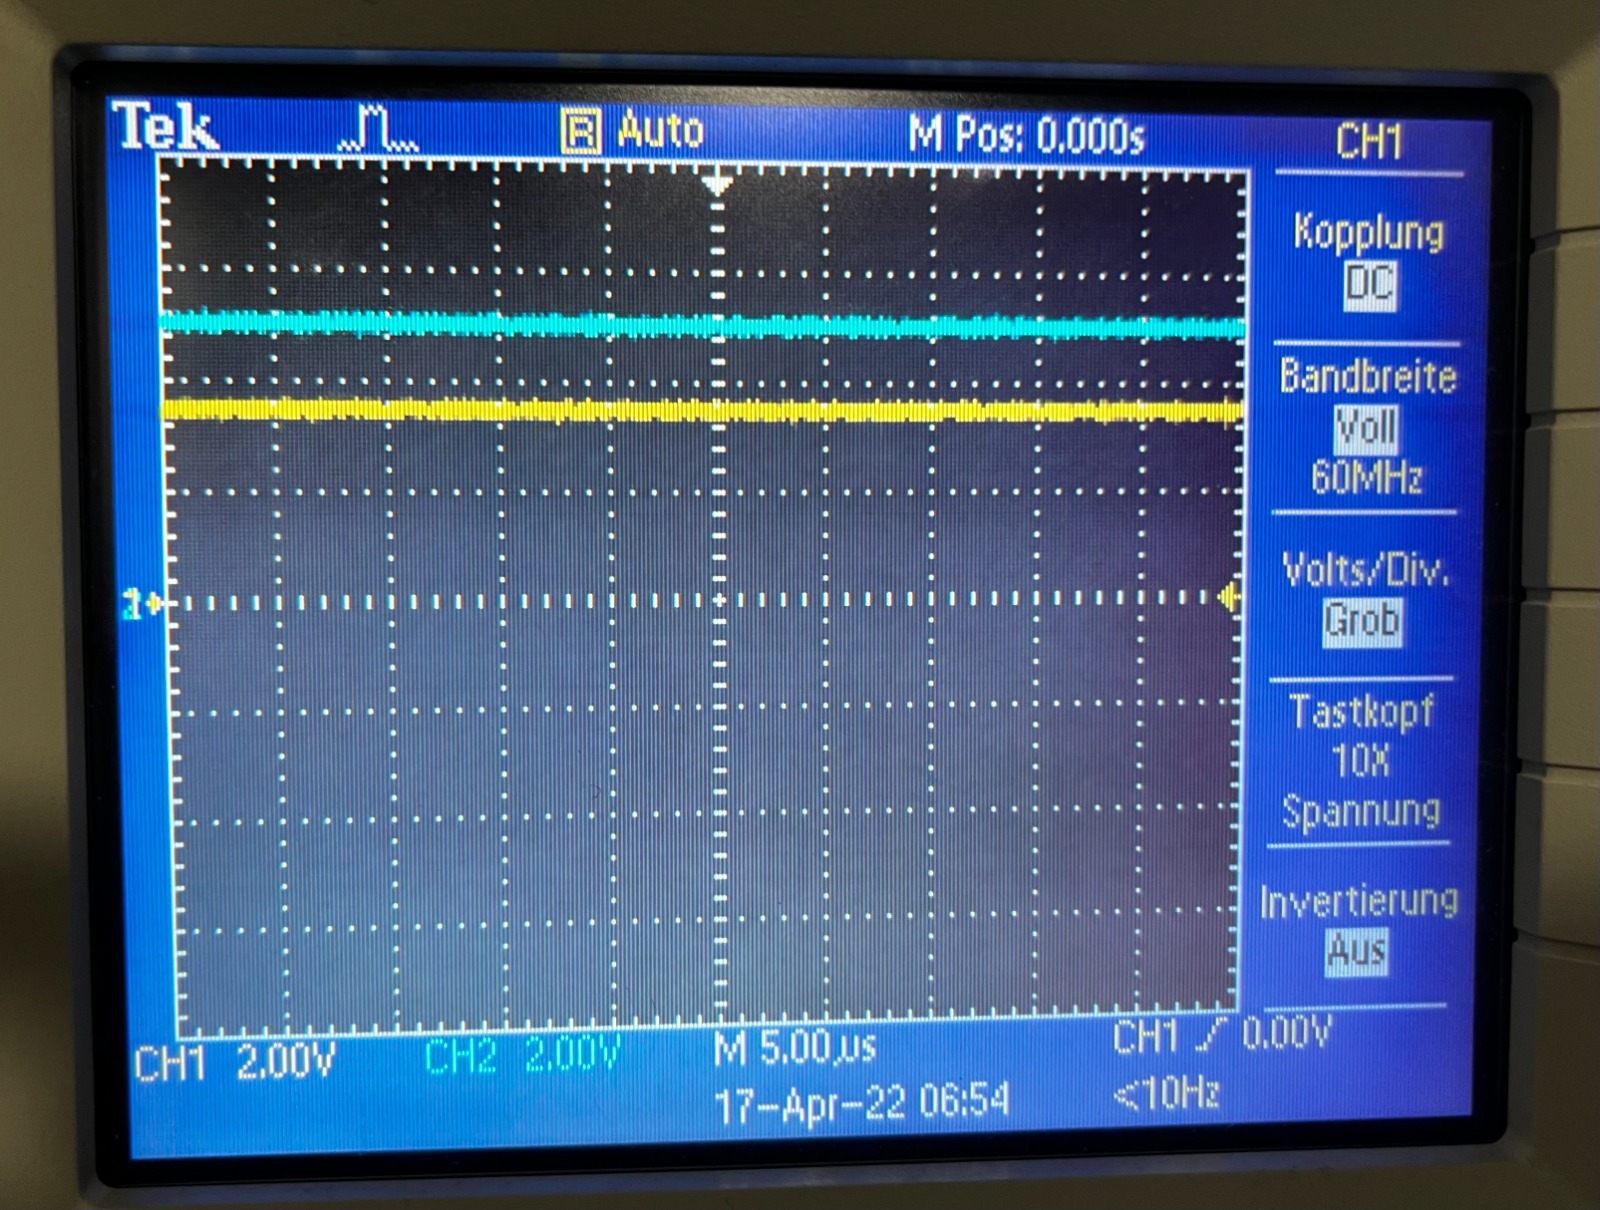 Tek R Auto M Pos: 0.000s CH1
Kopplung
DC
Bandbreite
Voll
60MHz
Volts/Div.
Grob
Tastkopf
10X
Spannung
Invertierung
Aus
CH1 2.00V CH2 2.00V M 5.00µs CH1 0.00V
17-Apr-22 06:54 <10Hz